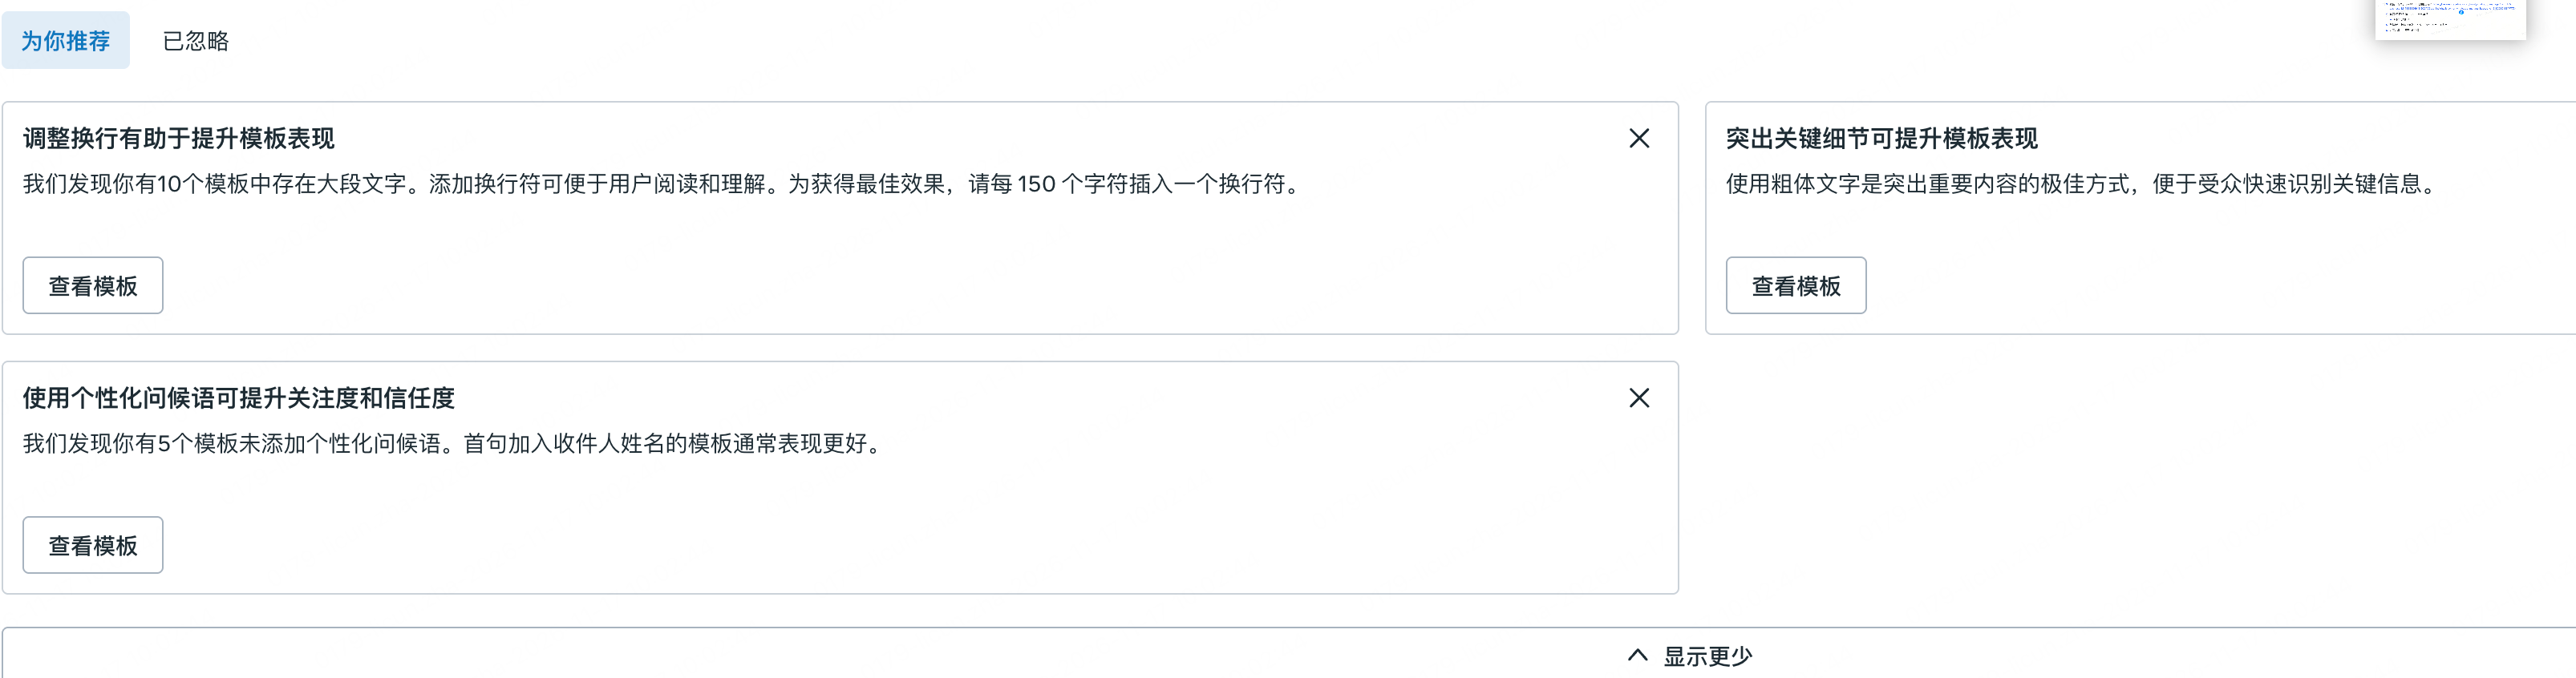 为你推荐
已忽略
调整换行有助于提升模板表现
我们发现你有10个模板中存在大段文字。添加换行符可便于用户阅读和理解。为获得最佳效果，请每 150 个字符插入一个换行符。
查看模板
突出关键细节可提升模板表现
使用粗体文字是突出重要内容的极佳方式，便于受众快速识别关键信息。
查看模板
使用个性化问候语可提升关注度和信任度
我们发现你有5个模板未添加个性化问候语。首句加入收件人姓名的模板通常表现更好。
查看模板
显示更少